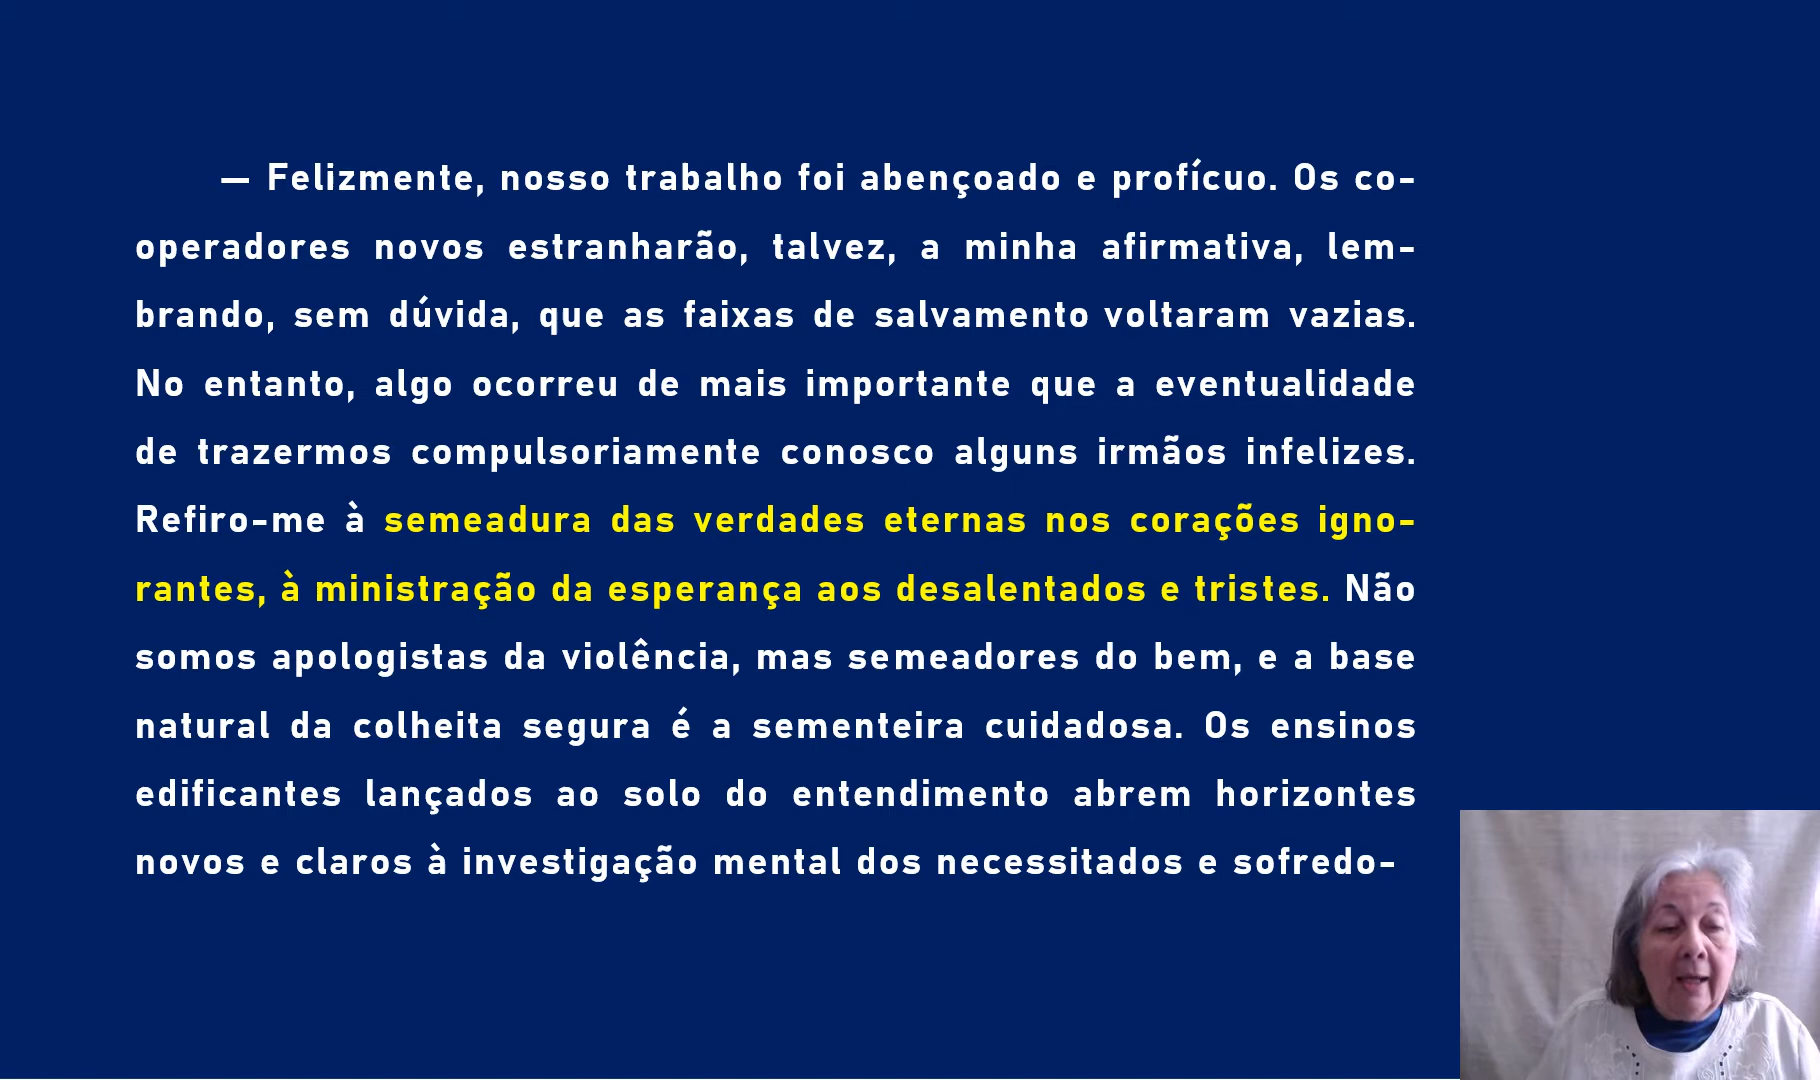 — Felizmente, nosso trabalho foi abençoado e profícuo. Os co-
operadores novos estranharão, talvez, a minha afirmativa, lem-
brando, sem dúvida, que as faixas de salvamento voltaram vazias.
No entanto, algo ocorreu de mais importante que a eventualidade
de trazermos compulsoriamente conosco alguns irmãos infelizes.
Refiro-me à semeadura das verdades eternas nos corações igno-
rantes, à ministração da esperança aos desalentados e tristes. Não
somos apologistas da violência, mas semeadores do bem, e a base
natural da colheita segura é a sementeira cuidadosa. Os ensinos
edificantes lançados ao solo do entendimento abrem horizontes
novos e claros à investigação mental dos necessitados e sofredo-